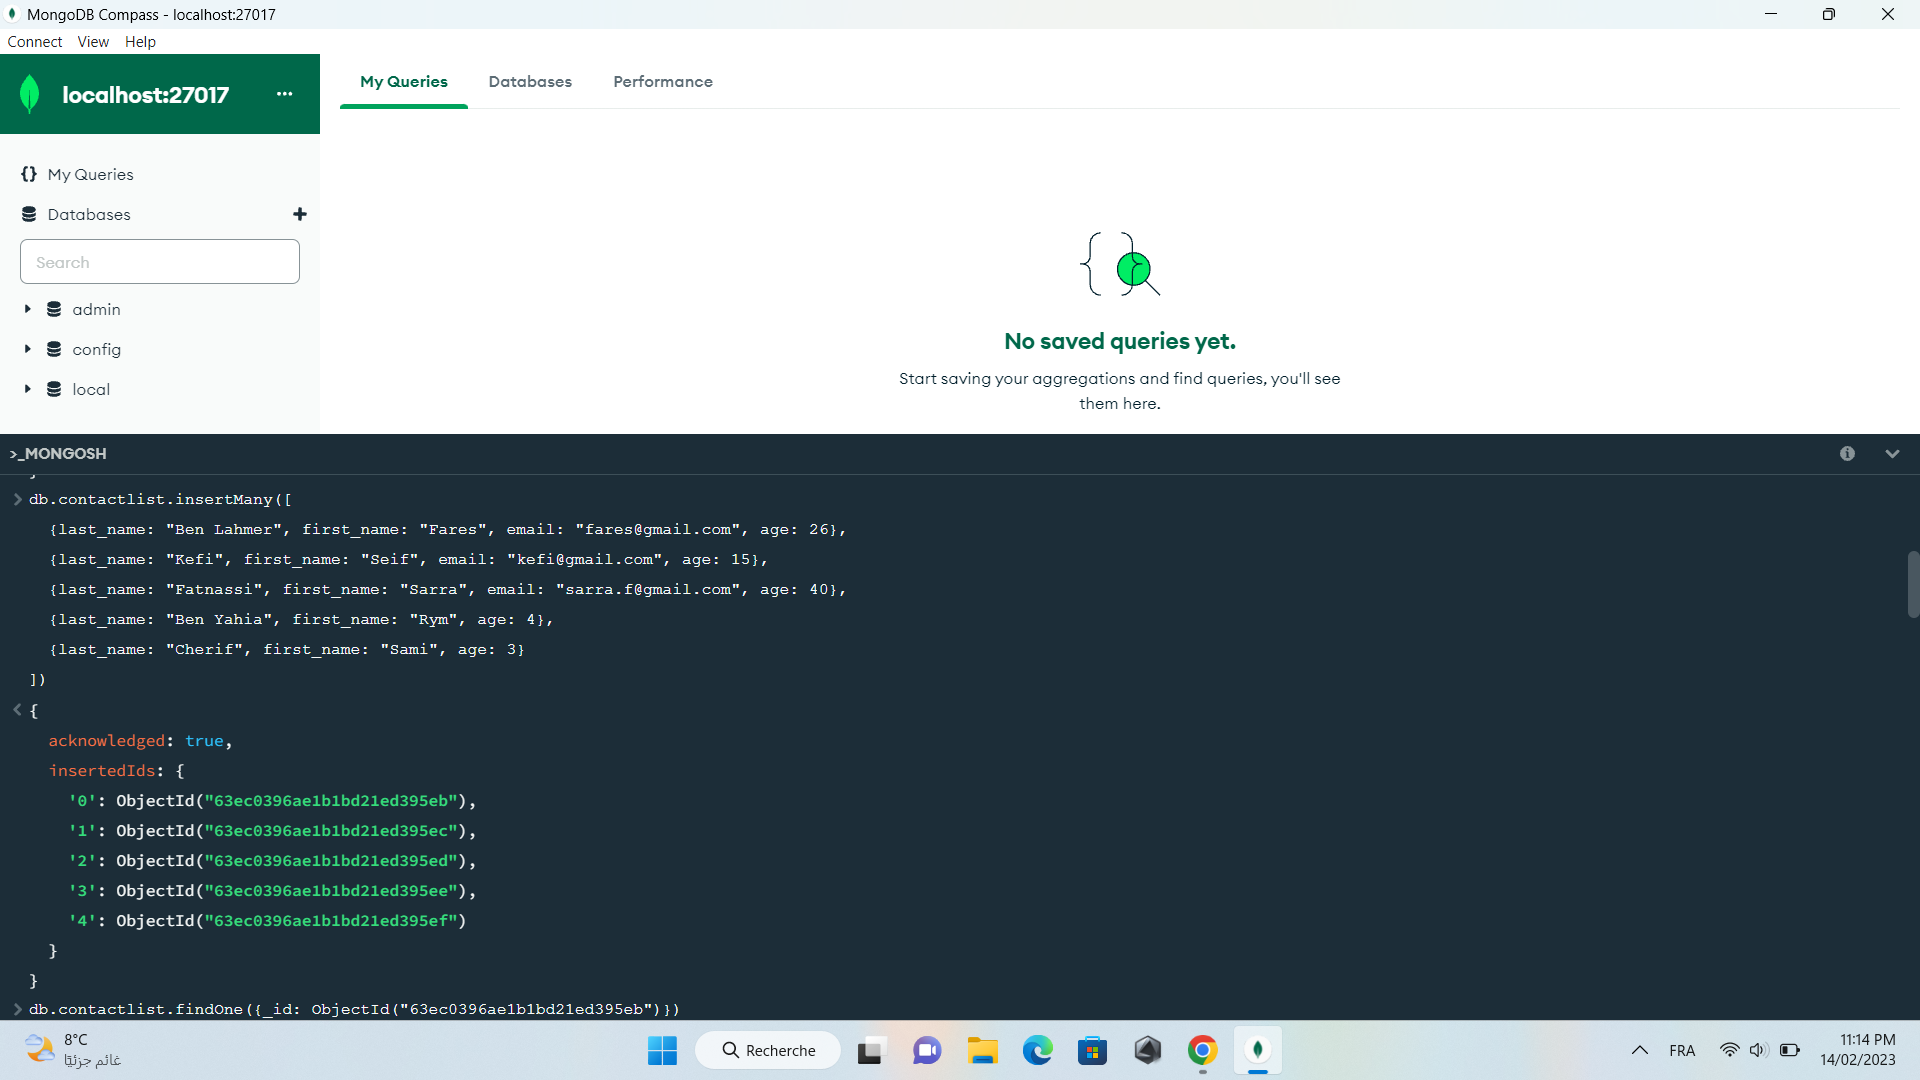 MongoDB Compass - localhost:27017
Connect View Help
localhost:27017 ...
My Queries Databases Performance
{} My Queries
Databases +
Search
admin
config
local
No saved queries yet.
Start saving your aggregations and find queries, you'll see
them here.
>_MONGOSH
> db.contactlist.insertMany([
{last_name: "Ben Lahmer", first_name: "Fares", email: "fares@gmail.com", age: 26},
{last_name: "Kefi", first_name: "Seif", email: "kefi@gmail.com", age: 15},
{last_name: "Fatnassi", first_name: "Sarra", email: "sarra.f@gmail.com", age: 40},
{last_name: "Ben Yahia", first_name: "Rym", age: 4},
{last_name: "Cherif", first_name: "Sami", age: 3}
])
< {
acknowledged: true,
insertedIds: {
'0': ObjectId("63ec0396ae1b1bd21ed395eb"),
'1': ObjectId("63ec0396ae1b1bd21ed395ec"),
'2': ObjectId("63ec0396ae1b1bd21ed395ed"),
'3': ObjectId("63ec0396ae1b1bd21ed395ee"),
'4': ObjectId("63ec0396ae1b1bd21ed395ef")
}
}
> db.contactlist.findOne({_id: ObjectId("63ec0396ae1b1bd21ed395eb")})
8°C
غائم جزئيًا
Recherche
FRA
11:14 PM
14/02/2023